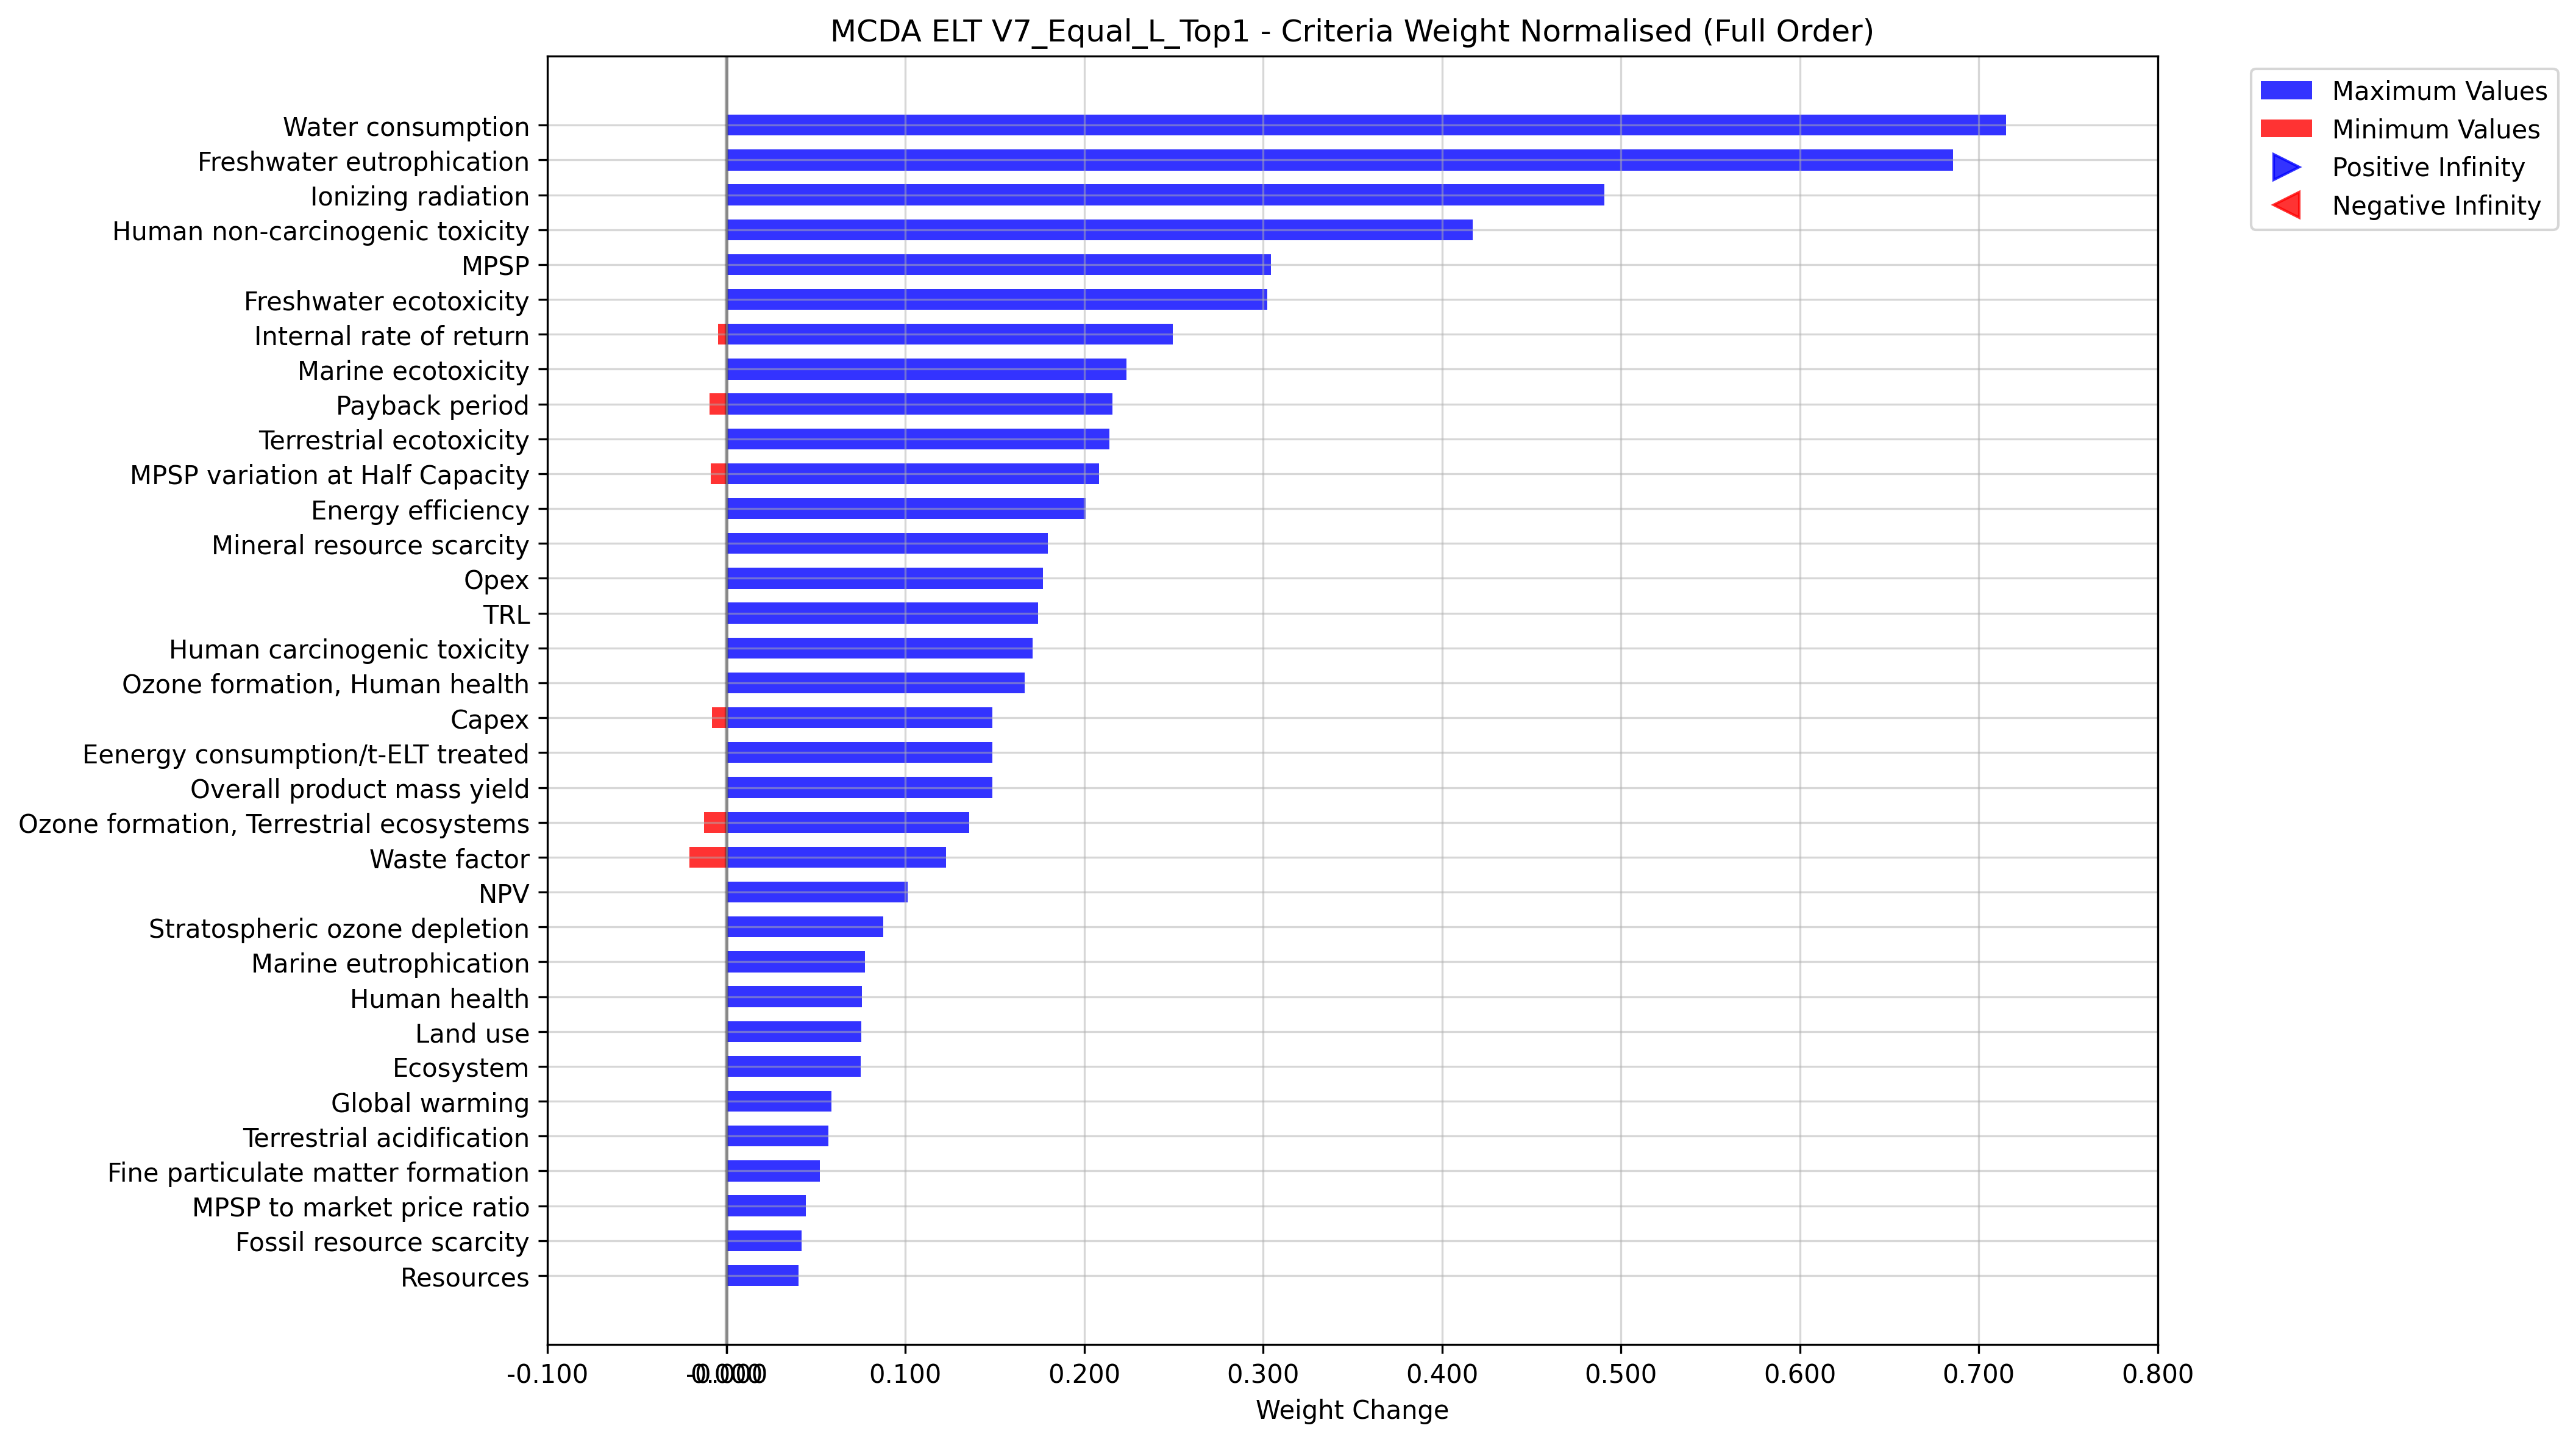 MCDA ELT V7_Equal_L_Top1 - Criteria Weight Normalised (Full Order)
Maximum Values
Minimum Values
Positive Infinity
Negative Infinity
Water consumption
Freshwater eutrophication
Ionizing radiation
Human non-carcinogenic toxicity
MPSP
Freshwater ecotoxicity
Internal rate of return
Marine ecotoxicity
Payback period
Terrestrial ecotoxicity
MPSP variation at Half Capacity
Energy efficiency
Mineral resource scarcity
Opex
TRL
Human carcinogenic toxicity
Ozone formation, Human health
Capex
Eenergy consumption/t-ELT treated
Overall product mass yield
Ozone formation, Terrestrial ecosystems
Waste factor
NPV
Stratospheric ozone depletion
Marine eutrophication
Human health
Land use
Ecosystem
Global warming
Terrestrial acidification
Fine particulate matter formation
MPSP to market price ratio
Fossil resource scarcity
Resources
-0.100 -0.000 0.000 0.100 0.200 0.300 0.400 0.500 0.600 0.700 0.800
Weight Change